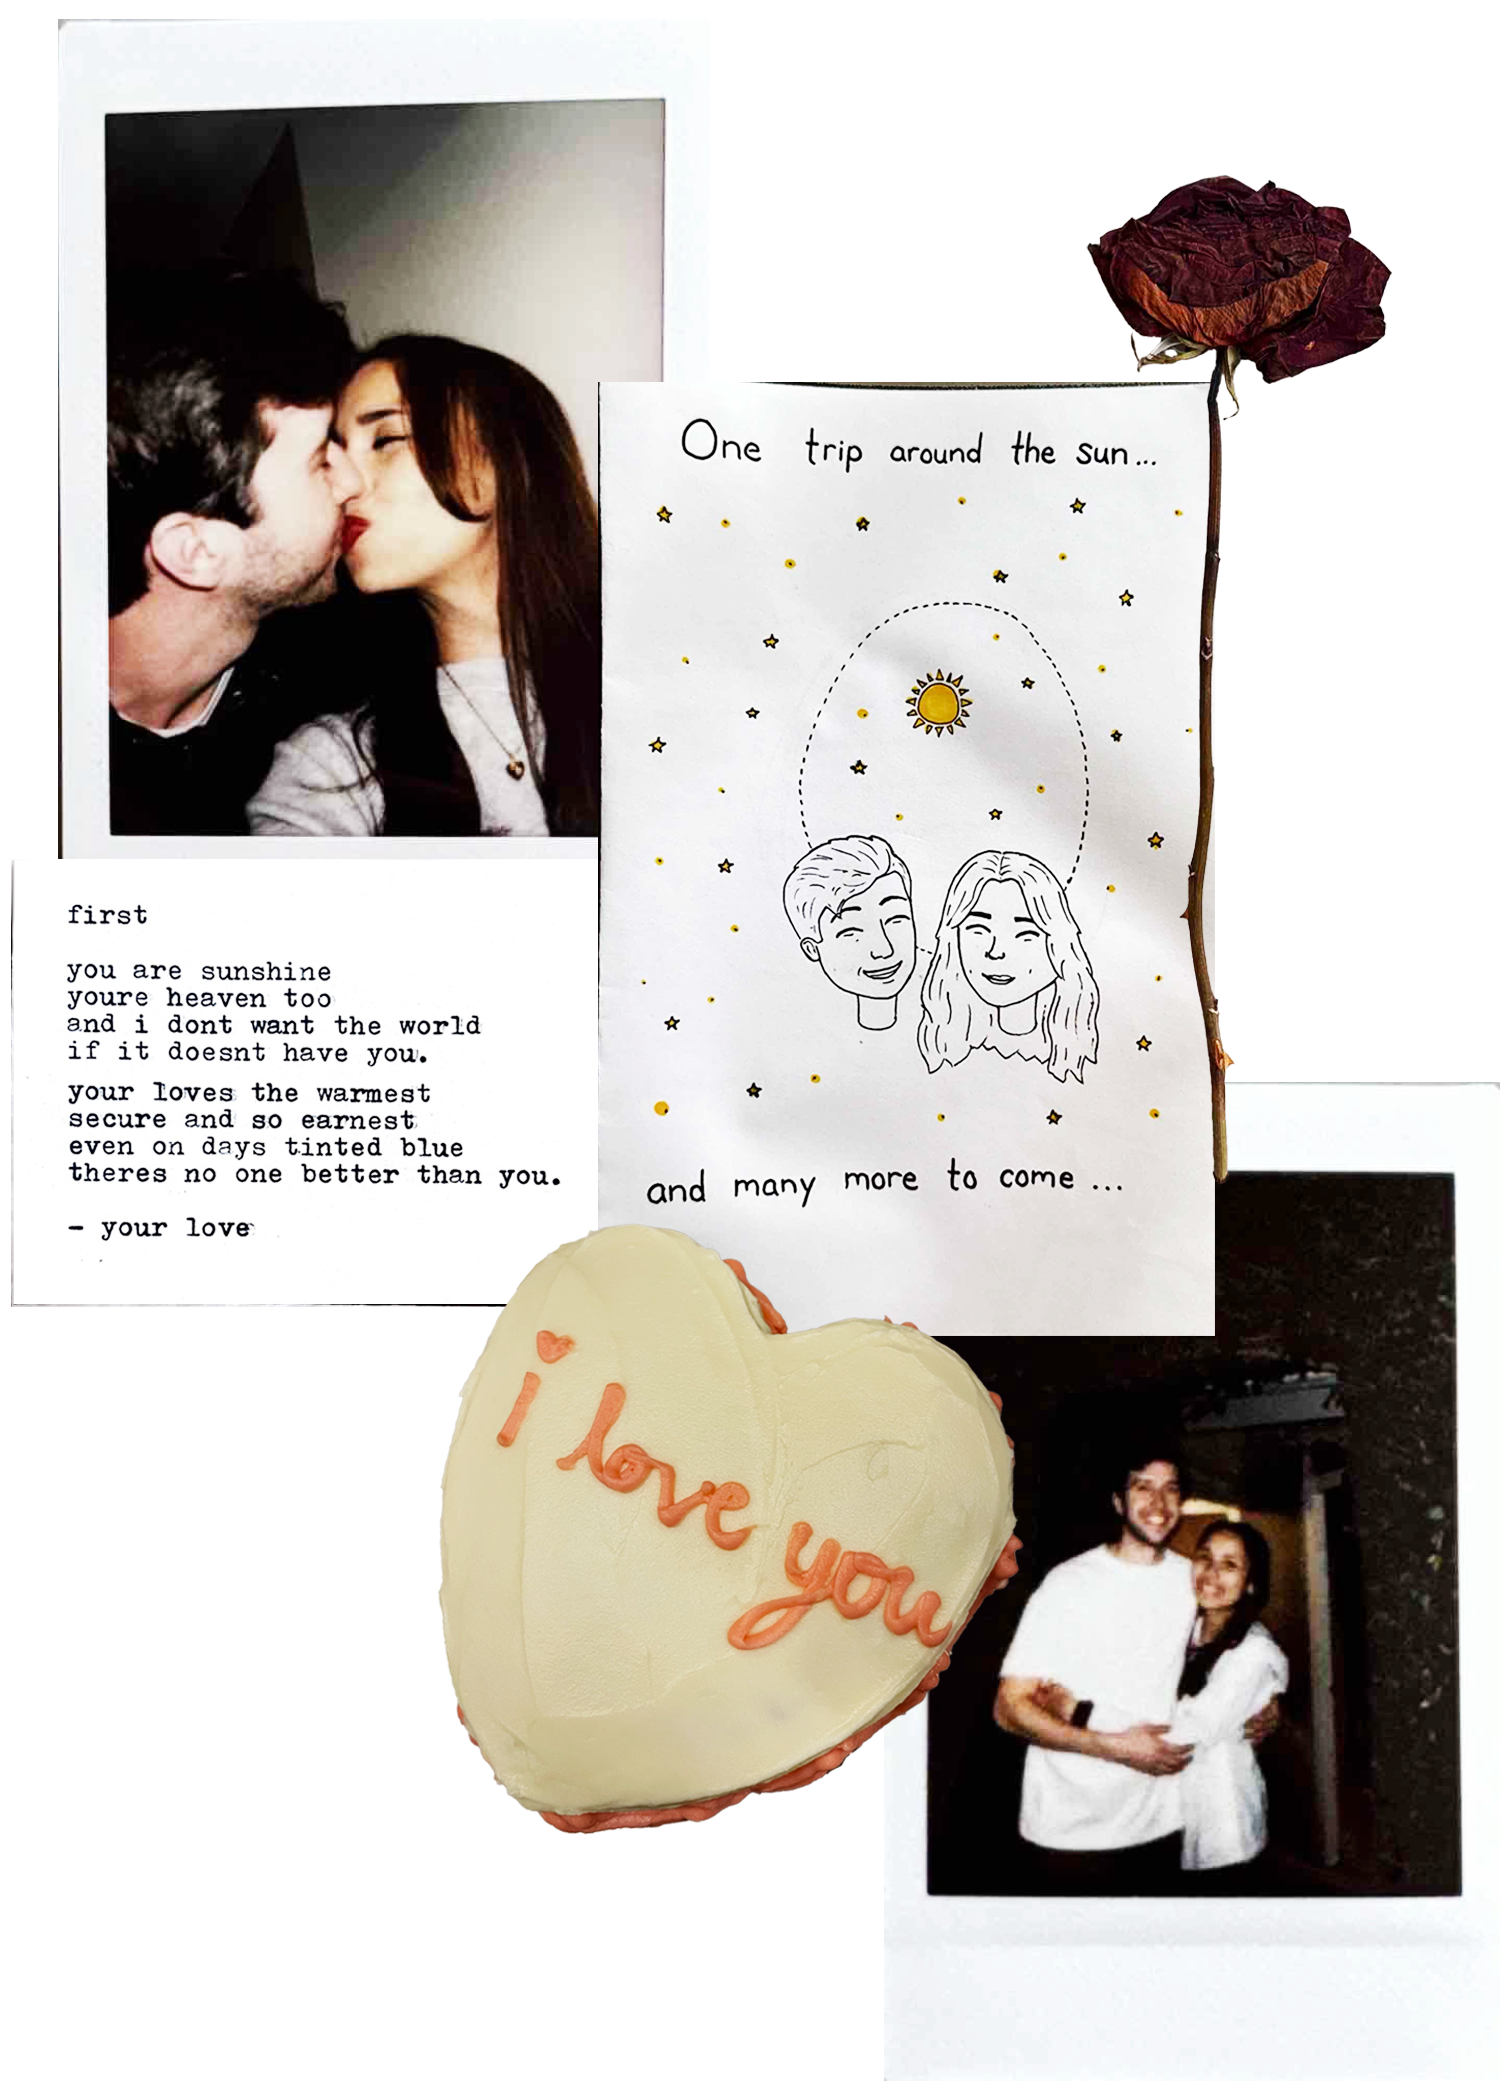 One trip around the sun...
and many more to come...
first
you are sunshine
youre heaven too
and i dont want the world
if it doesnt have you.
your loves the warmest
secure and so earnest
even on days tinted blue
theres no one better than you.
- your love
i love you